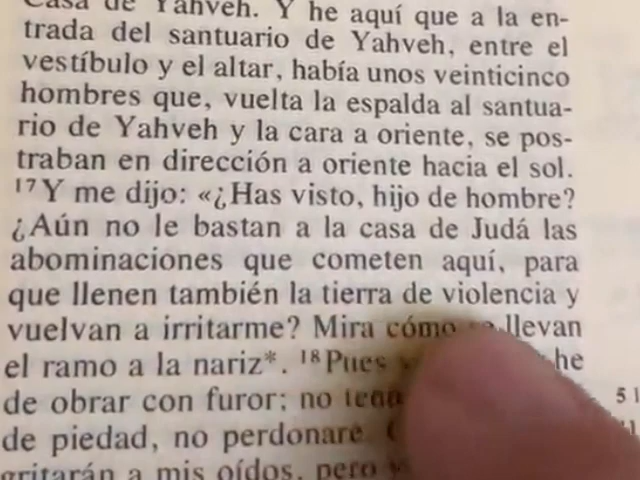 Casa de Yahveh. Y he aquí que a la en-
trada del santuario de Yahveh, entre el
vestíbulo y el altar, había unos veinticinco
hombres que, vuelta la espalda al santua-
rio de Yahveh y la cara a oriente, se pos-
traban en dirección a oriente hacia el sol.
17 Y me dijo: «¿Has visto, hijo de hombre?
¿Aún no le bastan a la casa de Judá las
abominaciones que cometen aquí, para
que llenen también la tierra de violencia y
vuelvan a irritarme? Mira cómo se llevan
el ramo a la nariz*. 18 Pues he
de obrar con furor; no
de piedad, no perdonaré.
gritarán a mis oídos, pero